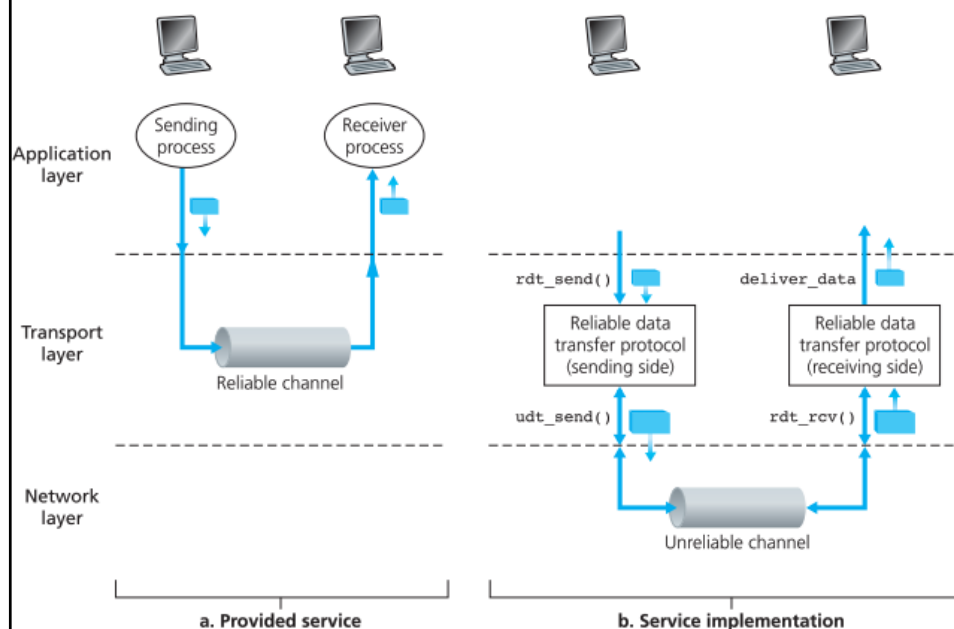 Sending
process
Receiver
process
Application
layer
rdt_send()
deliver_data
Transport
layer
Reliable channel
Reliable data
transfer protocol
(sending side)
Reliable data
transfer protocol
(receiving side)
udt_send()
rdt_rcv()
Network
layer
Unreliable channel
a. Provided service
b. Service implementation